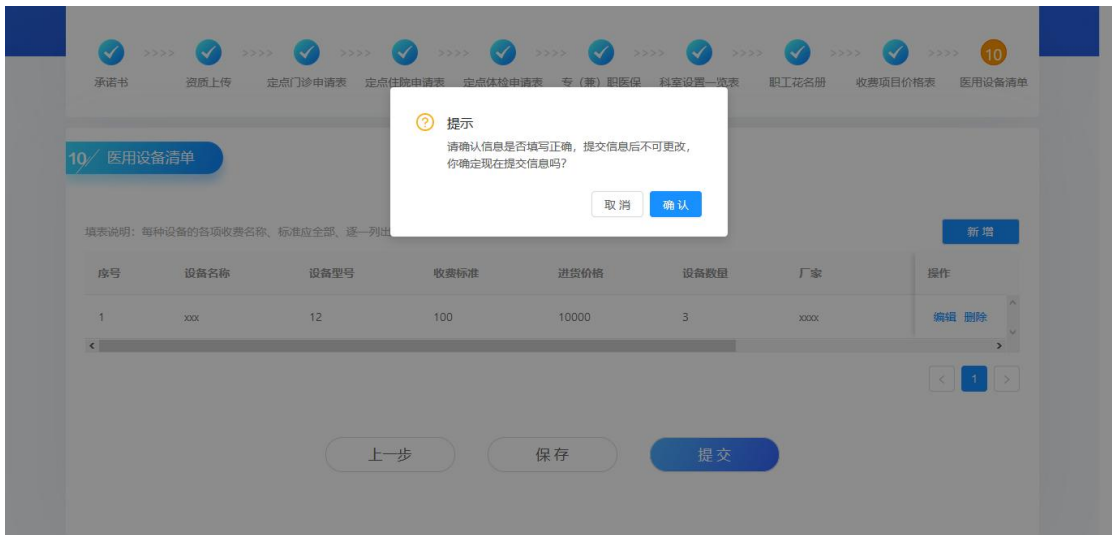 >>>> >>>> >>>> >>>> >>>> >>>> >>>> >>>> >>>> 10
承诺书 资质上传 定点门诊申请表 定点住院申请表 定点体检申请表 专（兼）职医保 科室设置一览表 职工花名册 收费项目价格表 医用设备清单
提示
请确认信息是否填写正确，提交信息后不可更改，
你确定现在提交信息吗？
取消 确认
10/ 医用设备清单
填表说明：每种设备的各项收费名称、标准应全部、逐一列出
新增
序号 设备名称 设备型号 收费标准 进货价格 设备数量 厂家 操作
1 xxx 12 100 10000 3 xxxx 编辑 删除
< 1 >
上一步 保存 提交